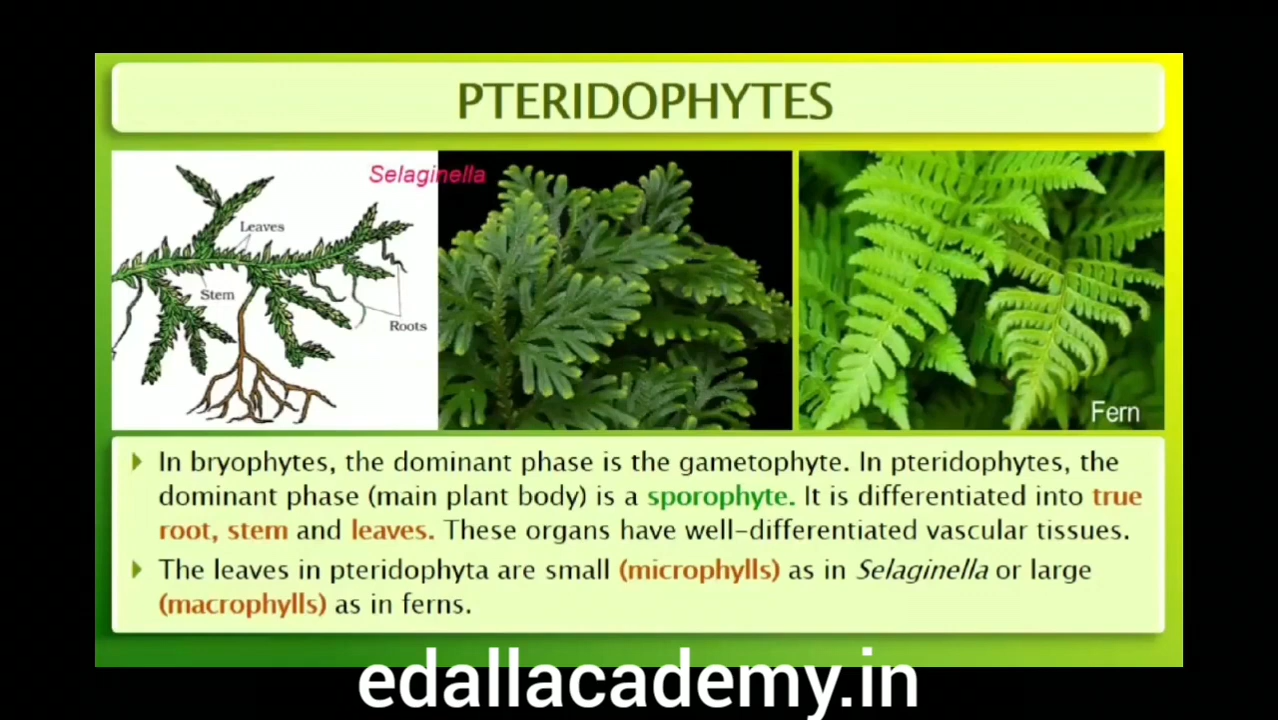 PTERIDOPHYTES
Selaginella
Leaves
Stem
Roots
Fern
In bryophytes, the dominant phase is the gametophyte. In pteridophytes, the
dominant phase (main plant body) is a sporophyte. It is differentiated into true
root, stem and leaves. These organs have well-differentiated vascular tissues.
The leaves in pteridophyta are small (microphylls) as in Selaginella or large
(macrophylls) as in ferns.
edallacademy.in